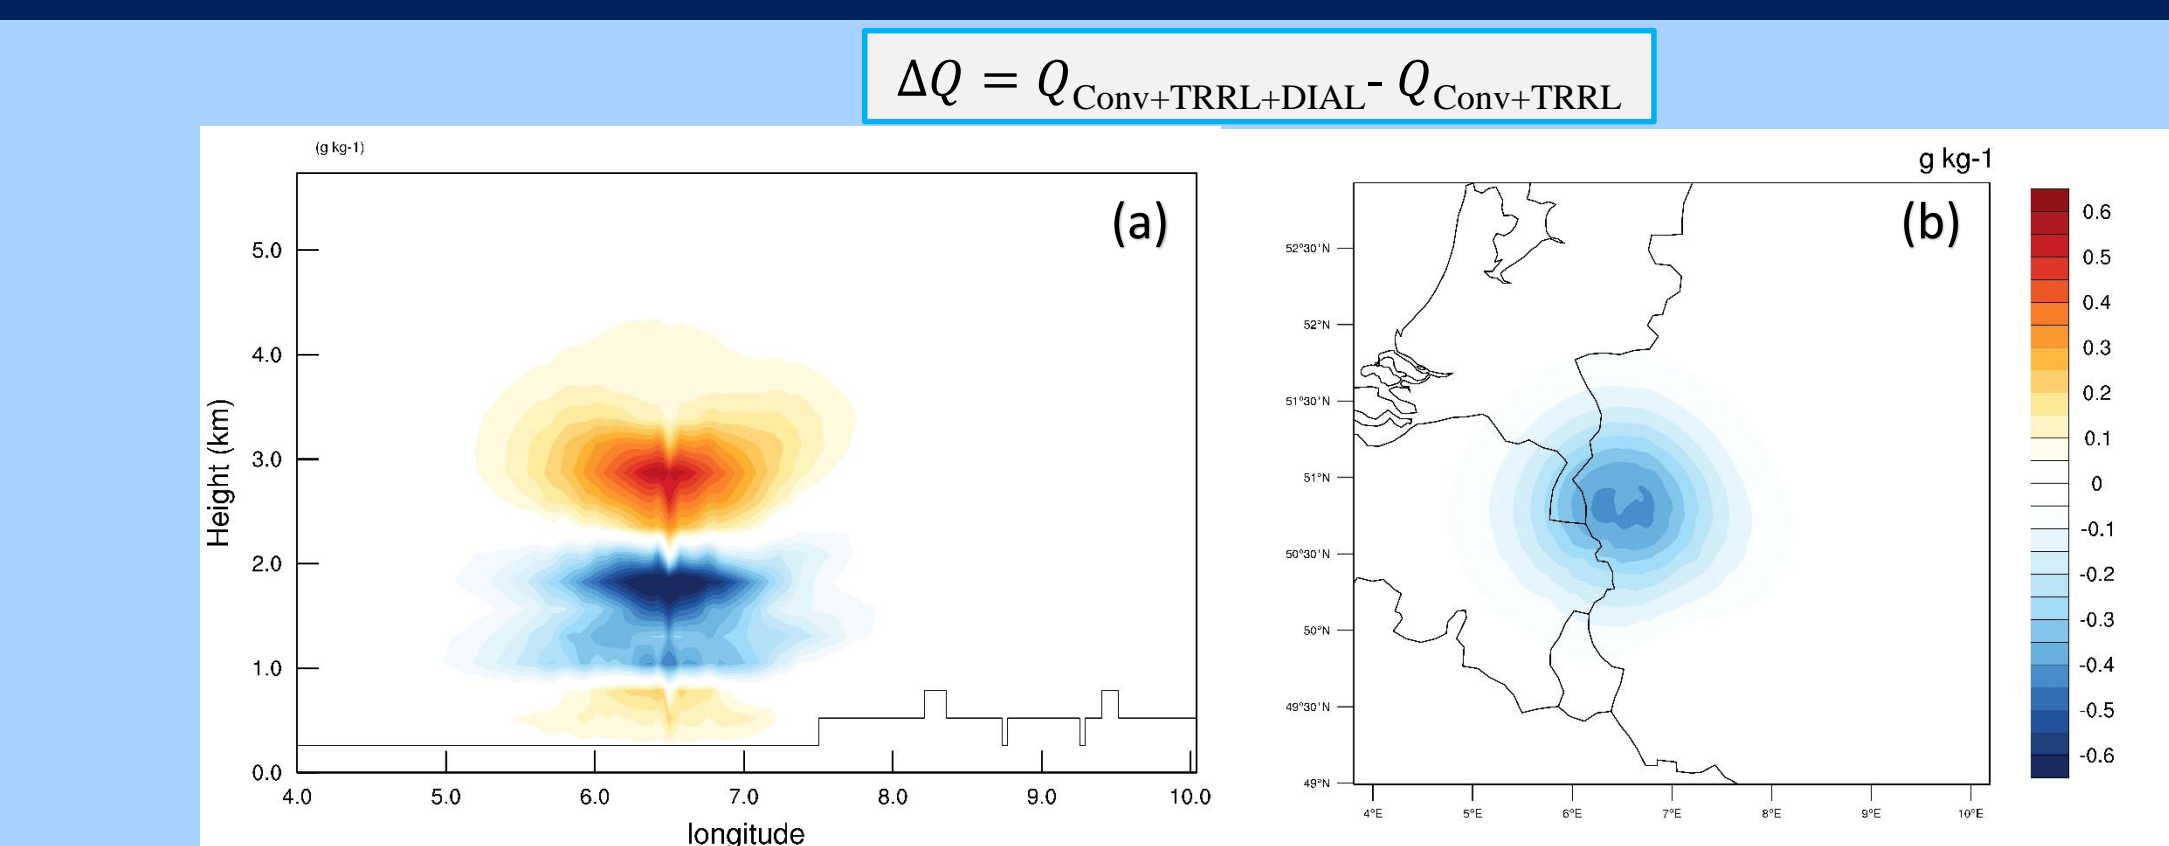 ΔQ = Q Conv+TRRL+DIAL - Q Conv+TRRL
(g kg-1)
(a)
5.0
4.0
3.0
2.0
1.0
0.0
Height (km)
4.0 5.0 6.0 7.0 8.0 9.0 10.0
longitude
g kg-1
(b)
52°30'N
52°N
51°30'N
51°N
50°30'N
50°N
49°30'N
49°N
4°E 5°E 6°E 7°E 8°E 9°E 10°E
0.6
0.5
0.4
0.3
0.2
0.1
0
-0.1
-0.2
-0.3
-0.4
-0.5
-0.6